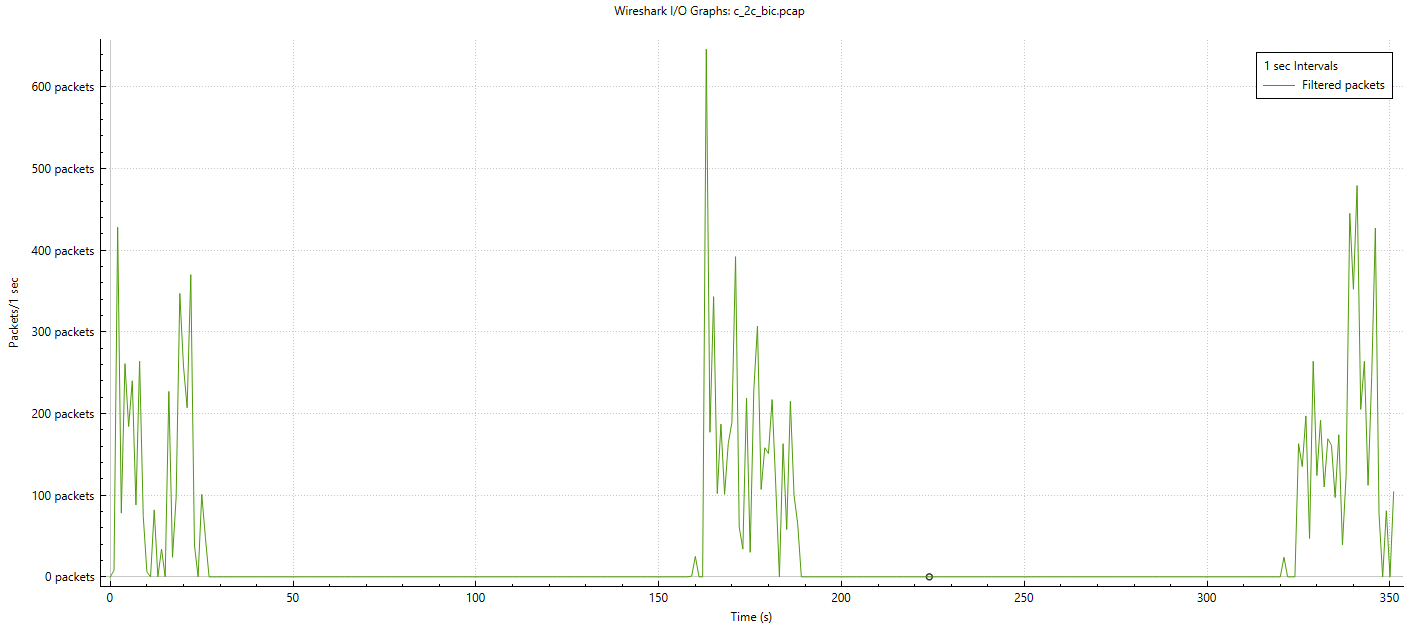 Wireshark I/O Graphs: c_2c_bic.pcap
1 sec Intervals
Filtered packets
600 packets
500 packets
400 packets
300 packets
200 packets
100 packets
0 packets
Packets/1 sec
0 50 100 150 200 250 300 350
Time (s)